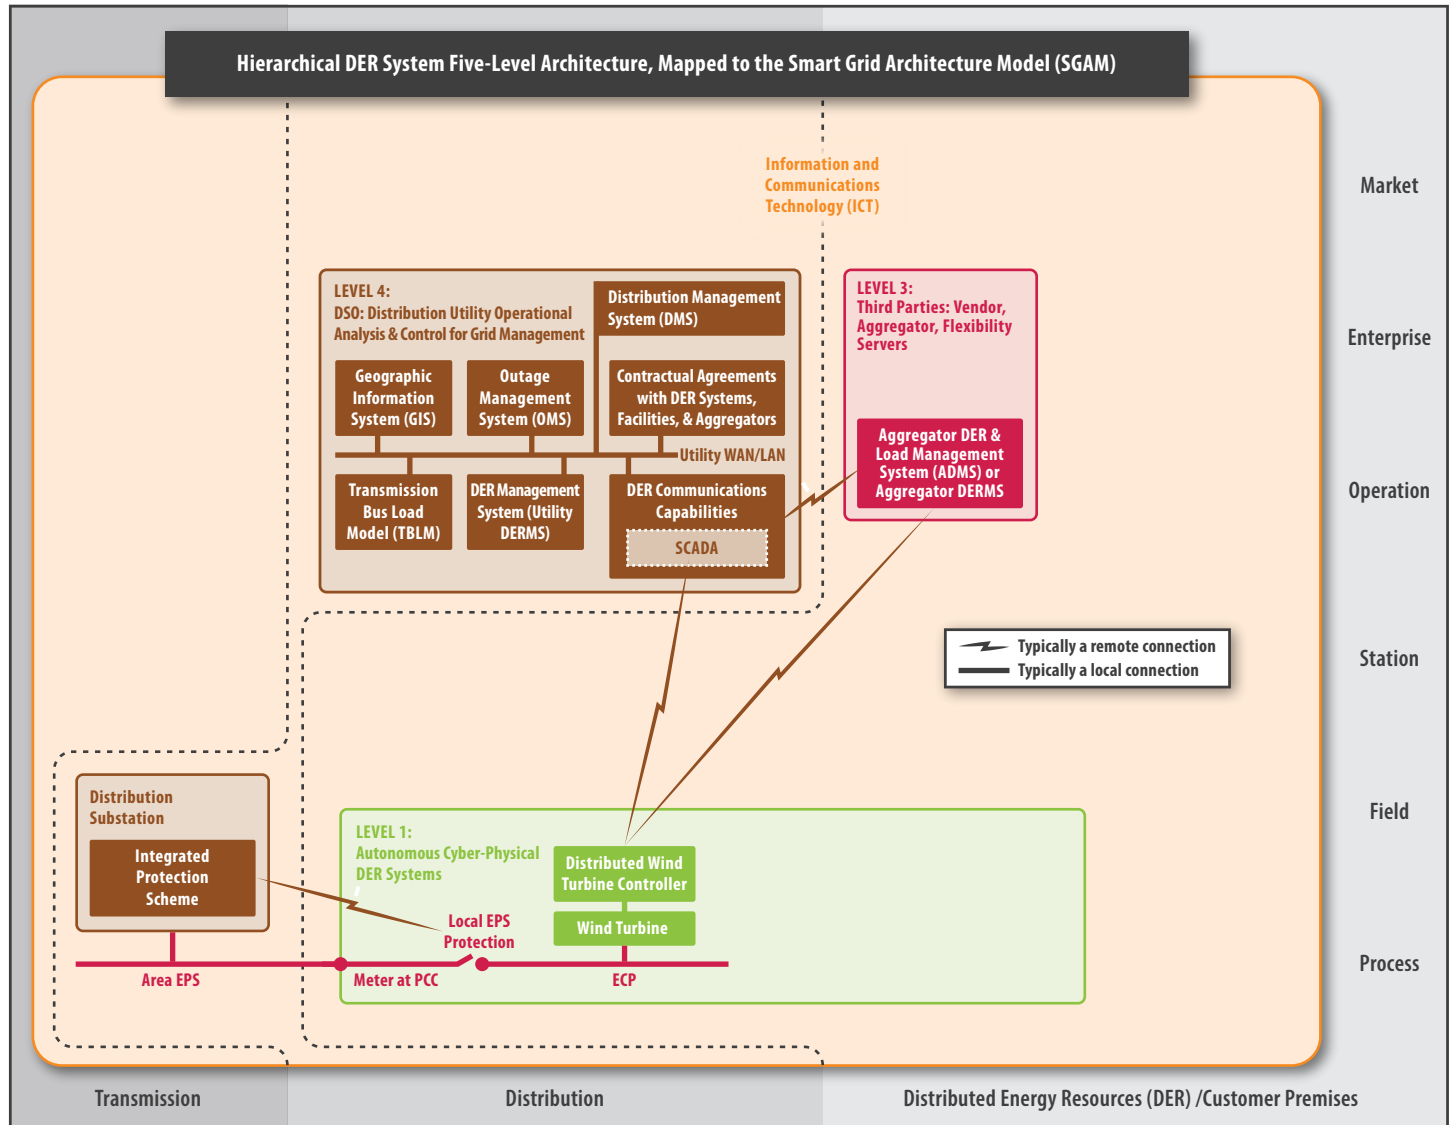 Hierarchical DER System Five-Level Architecture, Mapped to the Smart Grid Architecture Model (SGAM)
Information and
Communications
Technology (ICT)
Market
Enterprise
Operation
Station
Field
Process
LEVEL 4:
DSO: Distribution Utility Operational
Analysis & Control for Grid Management
Distribution Management
System (DMS)
Geographic
Information
System (GIS)
Outage
Management
System (OMS)
Contractual Agreements
with DER Systems,
Facilities, & Aggregators
Utility WAN/LAN
Transmission
Bus Load
Model (TBLM)
DER Management
System (Utility
DERMS)
DER Communications
Capabilities
SCADA
LEVEL 3:
Third Parties: Vendor,
Aggregator, Flexibility
Servers
Aggregator DER &
Load Management
System (ADMS) or
Aggregator DERMS
Typically a remote connection
Typically a local connection
Distribution
Substation
Integrated
Protection
Scheme
LEVEL 1:
Autonomous Cyber-Physical
DER Systems
Distributed Wind
Turbine Controller
Wind Turbine
Local EPS
Protection
Area EPS
Meter at PCC
ECP
Transmission
Distribution
Distributed Energy Resources (DER) /Customer Premises